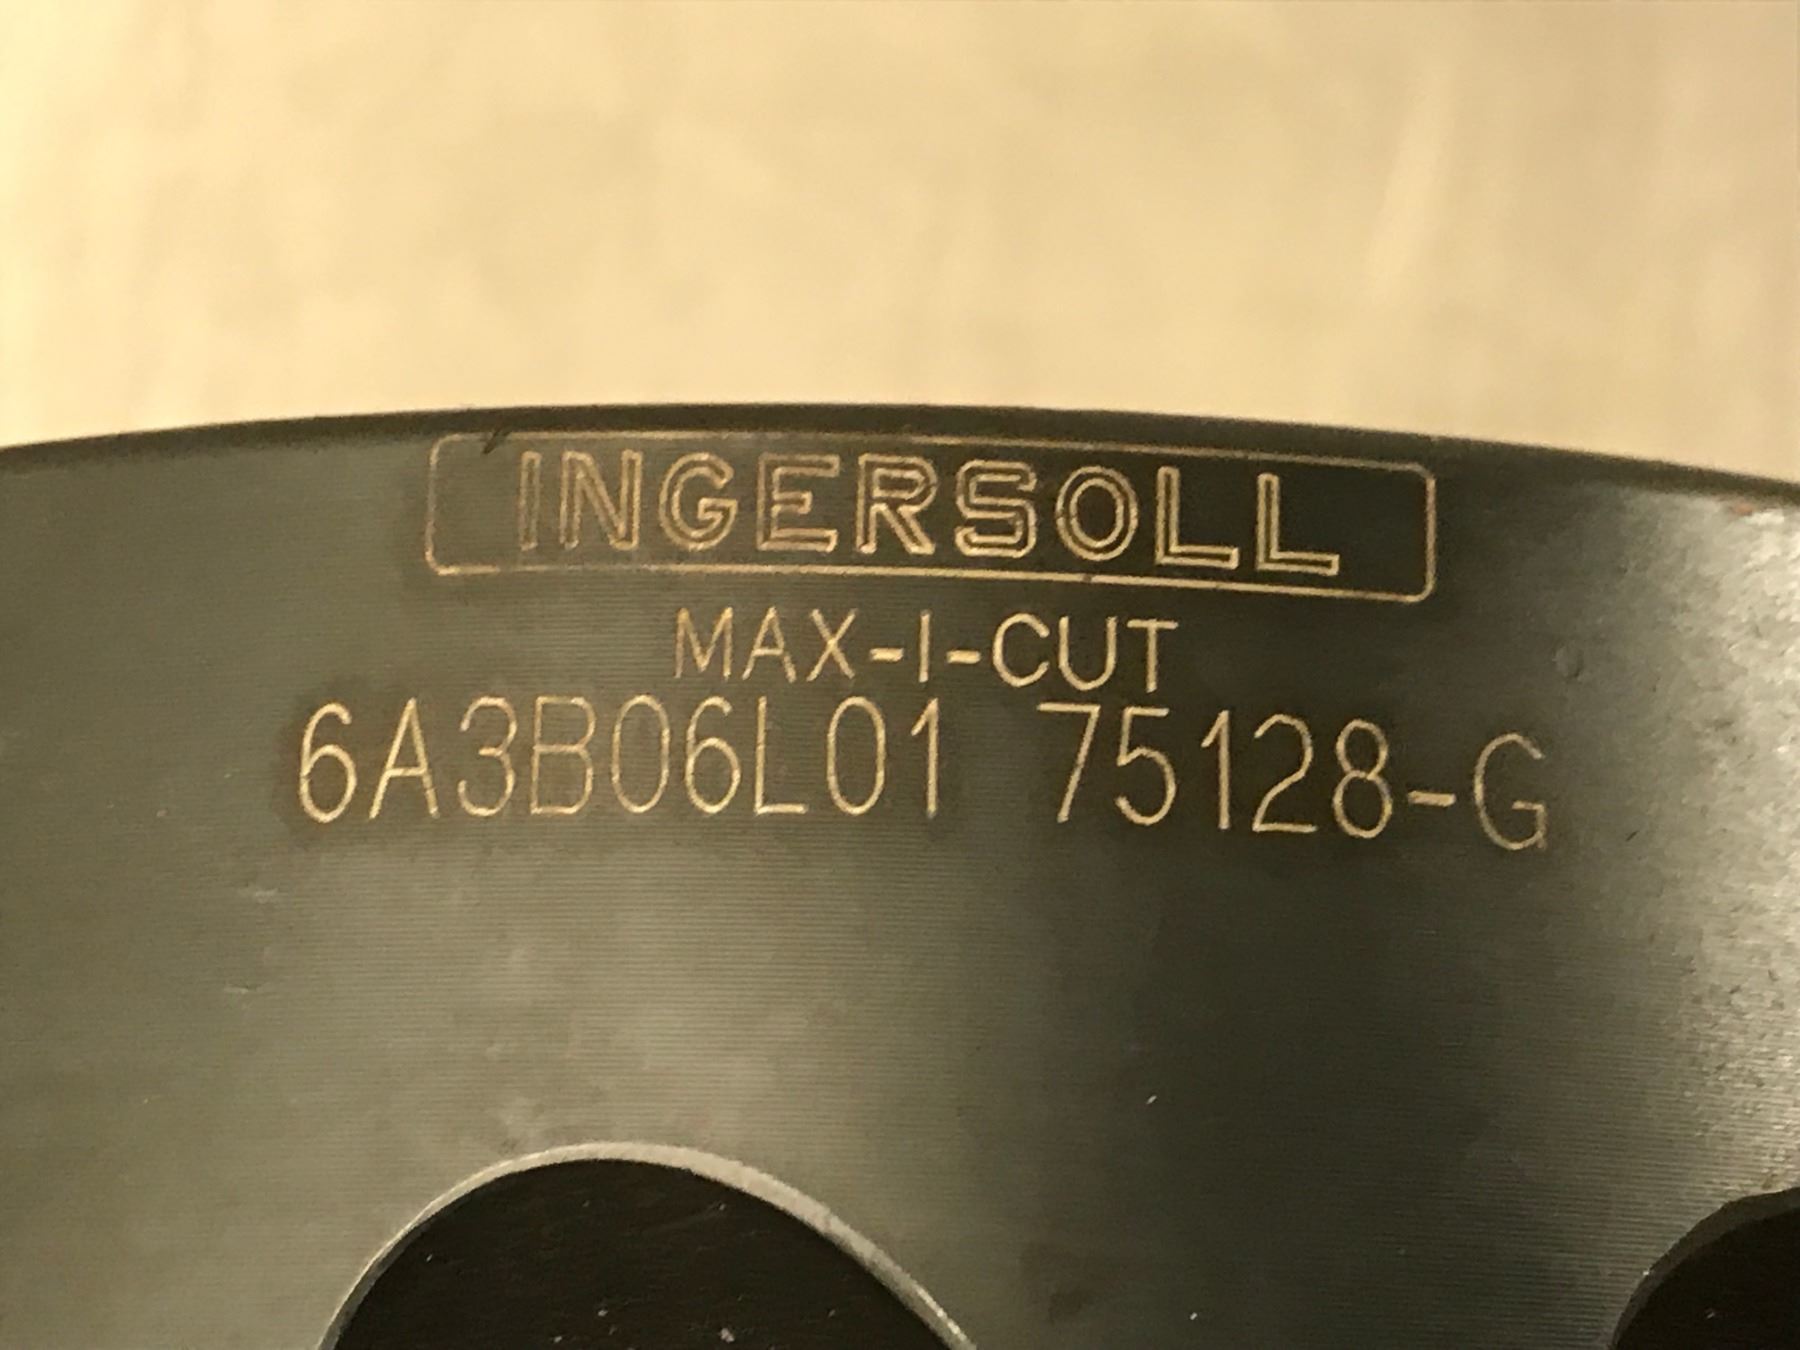 INGERSOLL
MAX-I-CUT
6A3B06L01 75128-G